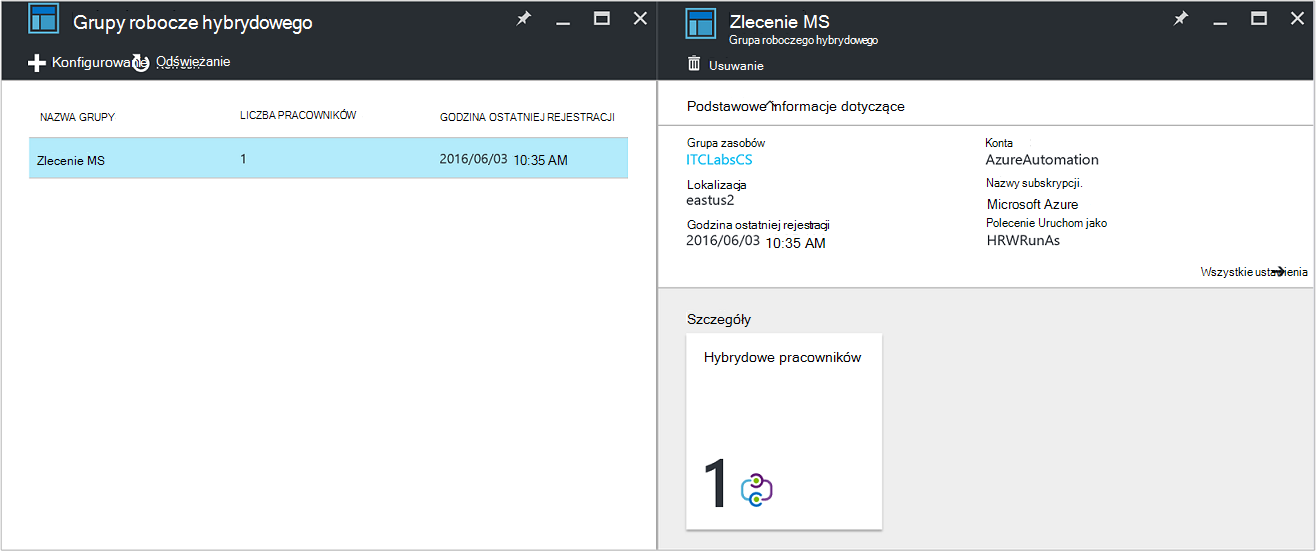 Grupy robocze hybrydowego
Konfigurowanie Odświeżanie
NAZWA GRUPY LICZBA PRACOWNIKÓW GODZINA OSTATNIEJ REJESTRACJI
Zlecenie MS 1 2016/06/03 10:35 AM
Zlecenie MS
Grupa roboczego hybrydowego
Usuwanie
Podstawowe informacje dotyczące
Grupa zasobów
ITCLabsCS
Lokalizacja
eastus2
Godzina ostatniej rejestracji
2016/06/03 10:35 AM
Konta
AzureAutomation
Nazwy subskrypcji.
Microsoft Azure
Polecenie Uruchom jako
HRWRunAs
Wszystkie ustawienia
Szczegóły
Hybrydowe pracowników
1